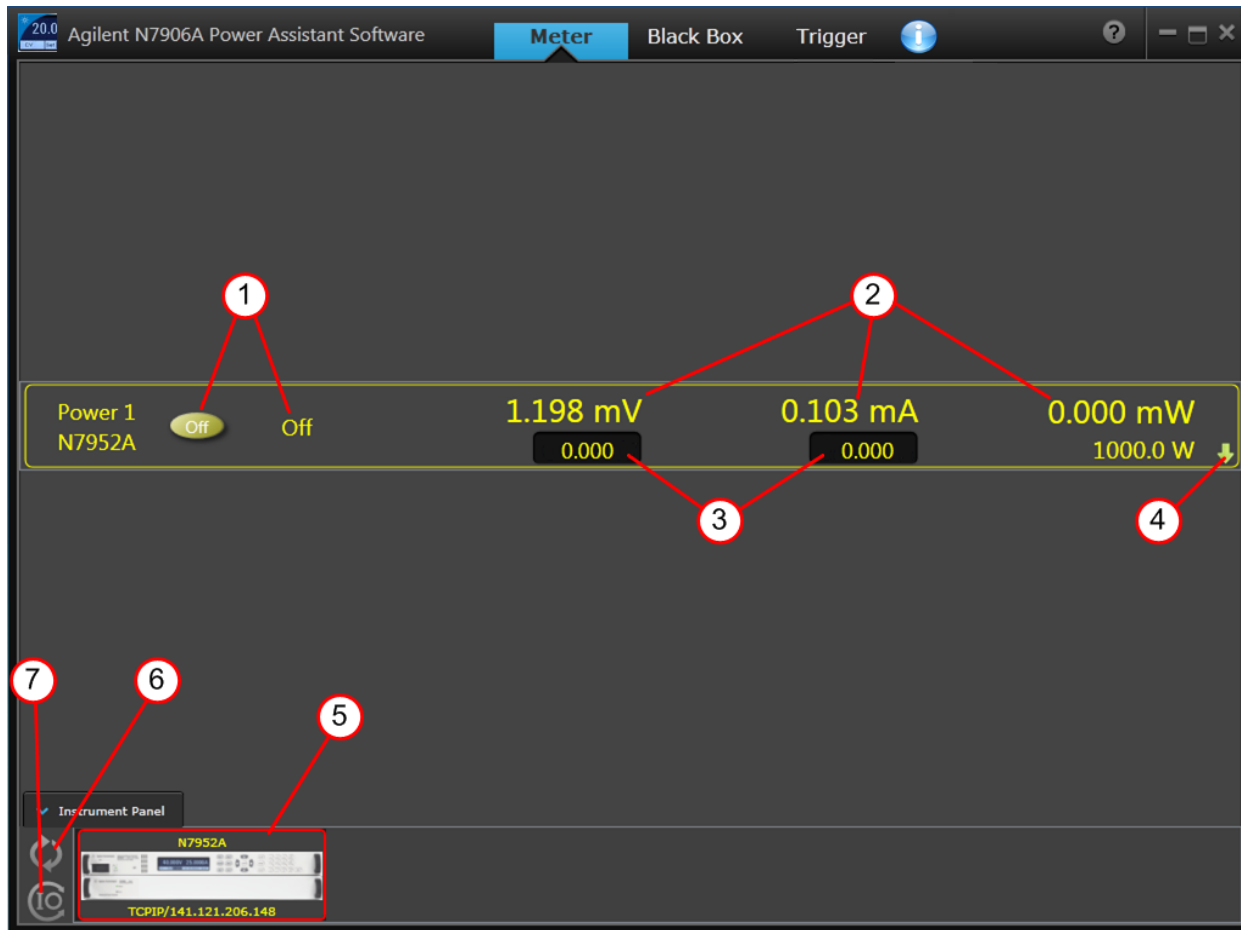 20.0
Agilent N7906A Power Assistant Software
Meter
Black Box
Trigger
i
?
1
2
Power 1
N7952A
Off
Off
1.198 mV
0.103 mA
0.000 mW
0.000
0.000
1000.0 W
3
4
7
6
5
Instrument Panel
N7952A
IO
TCPIP/141.121.206.148